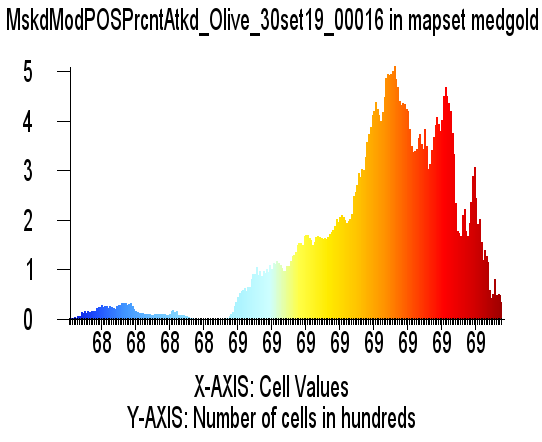 MskdModPOSPrcntAtkd_Olive_30set19_00016 in mapset medgold
5
4
3
2
1
0
68 68 68 68 69 69 69 69 69 69 69 69
X-AXIS: Cell Values
Y-AXIS: Number of cells in hundreds